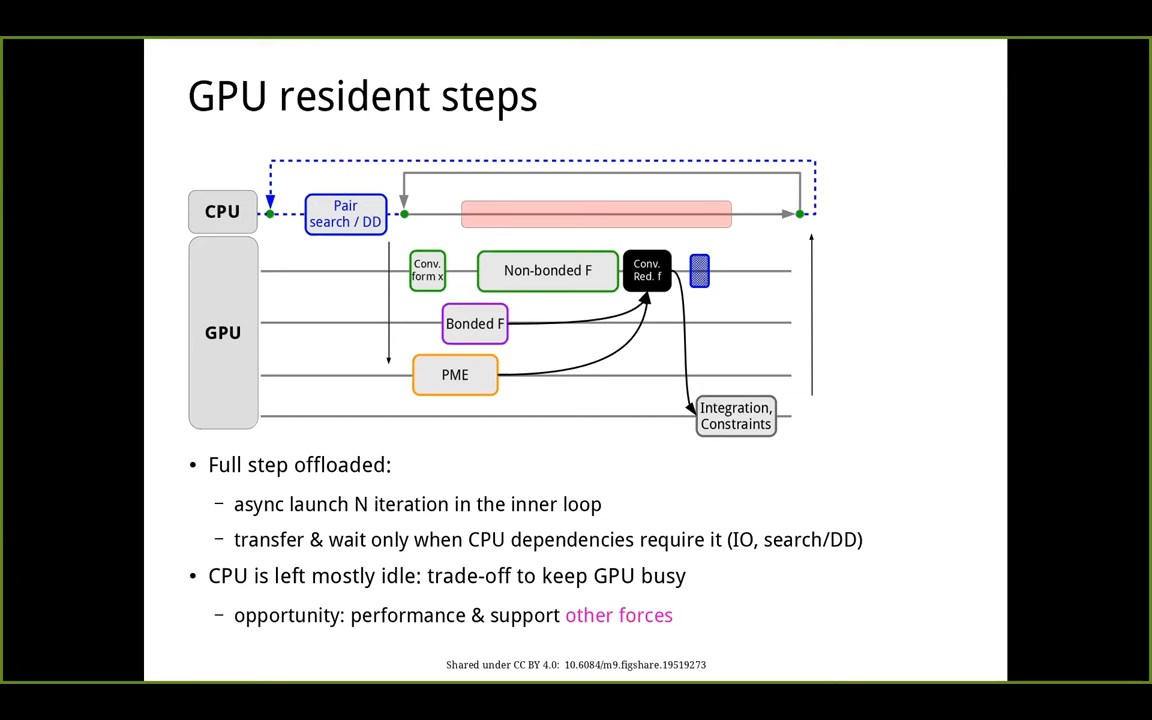 GPU resident steps
CPU
Pair
search / DD
GPU
Conv.
form x
Non-bonded F
Conv.
Red. f
Bonded F
PME
Integration,
Constraints
• Full step offloaded:
– async launch N iteration in the inner loop
– transfer & wait only when CPU dependencies require it (IO, search/DD)
• CPU is left mostly idle: trade-off to keep GPU busy
– opportunity: performance & support other forces
Shared under CC BY 4.0: 10.6084/m9.figshare.19519273